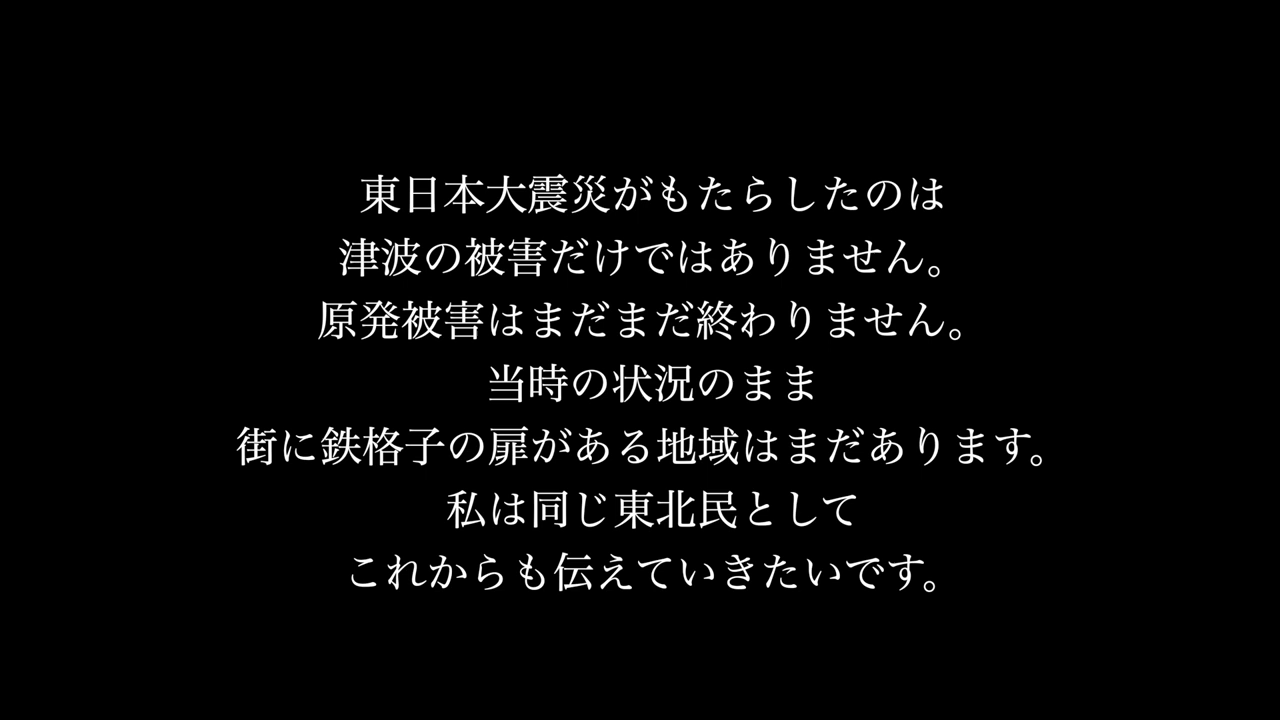 東日本大震災がもたらしたのは
津波の被害だけではありません。
原発被害はまだまだ終わりません。
当時の状況のまま
街に鉄格子の扉がある地域はまだあります。
私は同じ東北民として
これからも伝えていきたいです。